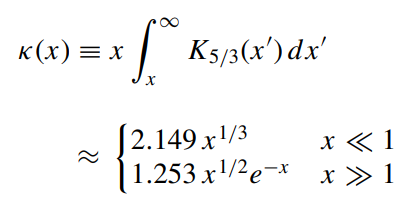 κ(x) ≡ x ∫_x^∞ K_{5/3}(x′) dx′
≈ { 2.149 x^{1/3} x ≪ 1
1.253 x^{1/2} e^{−x} x ≫ 1